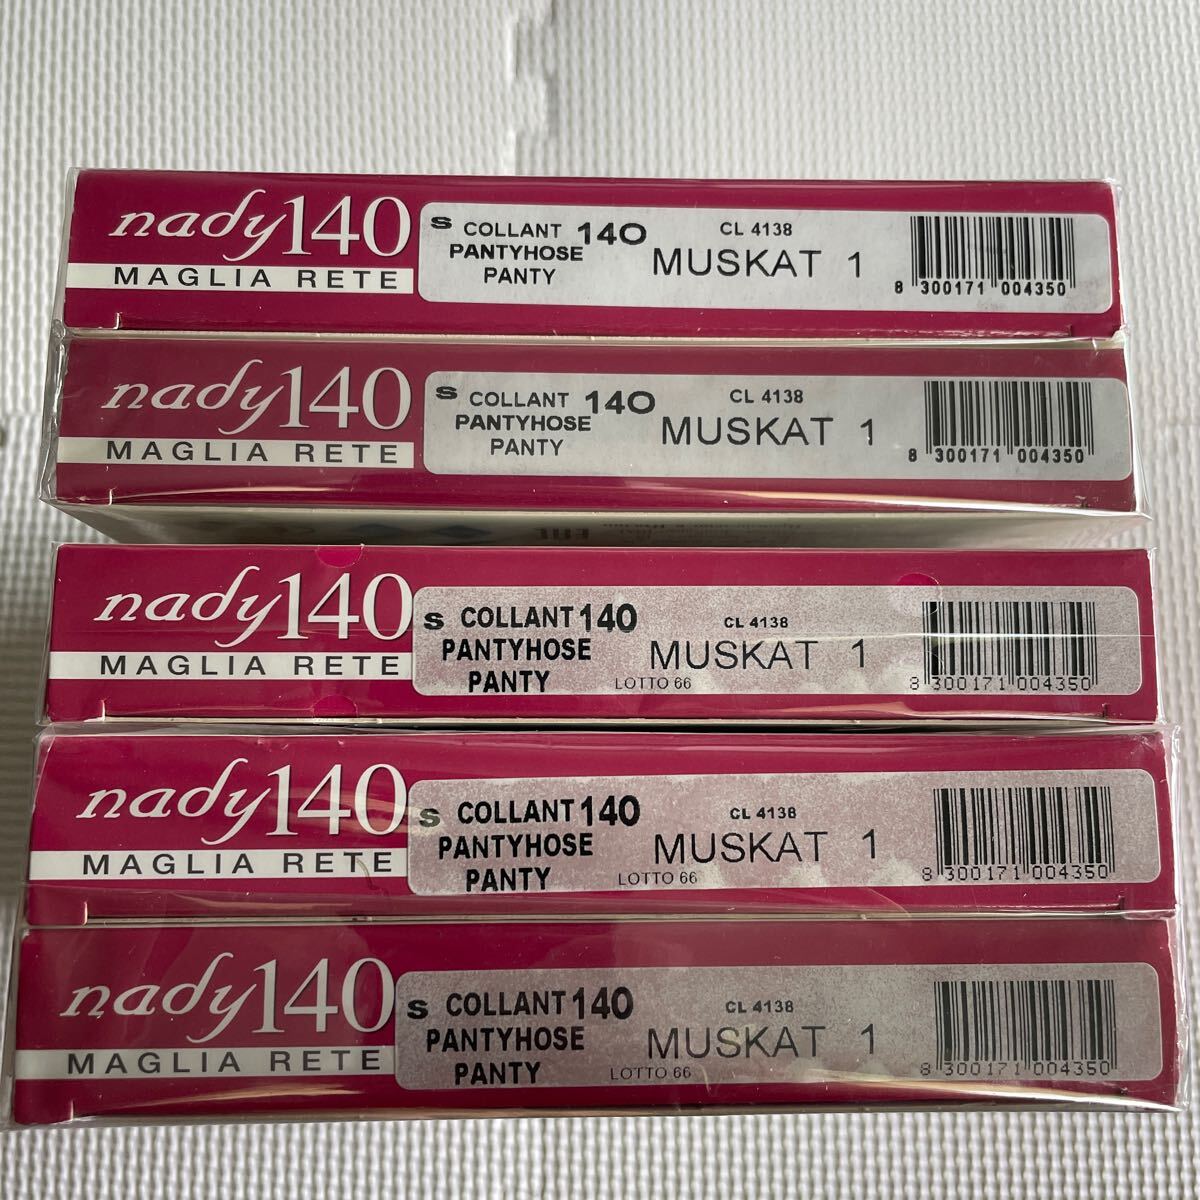 nady140
MAGLIA RETE
S COLLANT 140
PANTYHOSE
PANTY
CL 4138
MUSKAT 1
8 300171 004350
nady140
MAGLIA RETE
S COLLANT 140
PANTYHOSE
PANTY
CL 4138
MUSKAT 1
8 300171 004350
nady140
MAGLIA RETE
S COLLANT 140
PANTYHOSE
PANTY
CL 4138
MUSKAT 1
LOTTO 66
8 300171 004350
nady140
MAGLIA RETE
S COLLANT 140
PANTYHOSE
PANTY
CL 4138
MUSKAT 1
LOTTO 66
8 300171 004350
nady140
MAGLIA RETE
S COLLANT 140
PANTYHOSE
PANTY
CL 4138
MUSKAT 1
LOTTO 66
8 300171 004350